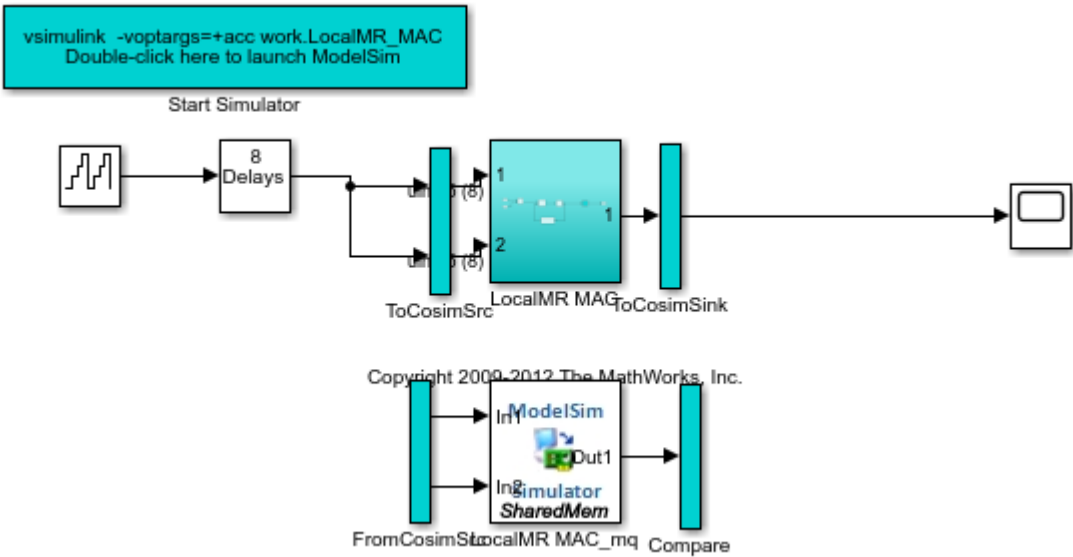 vsimulink -voptargs=+acc work.LocalMR_MAC
Double-click here to launch ModelSim
Start Simulator
8
Delays
(8)
1
(8)
2
1
ToCosimSrc
LocalMR MAC
ToCosimSink
Copyright 2009-2012 The MathWorks, Inc.
ModelSim
In1
Out1
In2
Simulator
SharedMem
FromCosimSrc
LocalMR MAC_mq
Compare